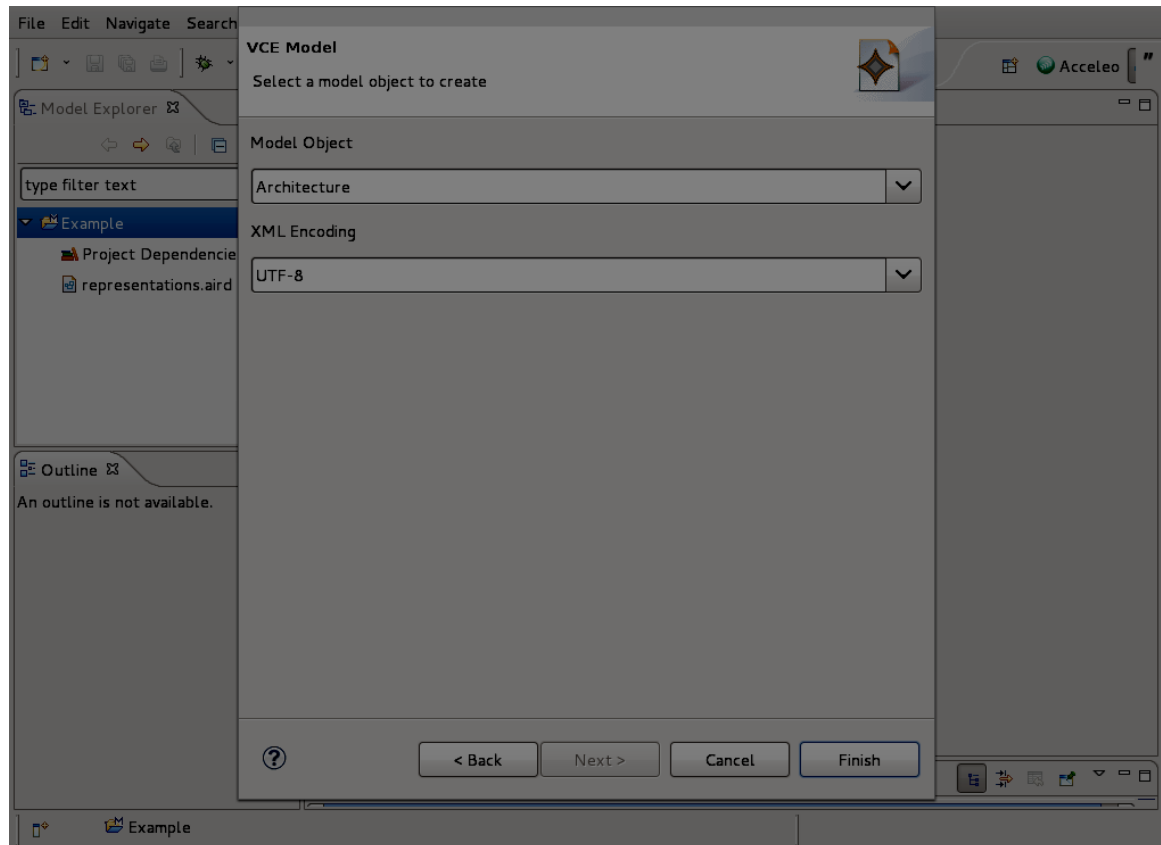 File Edit Navigate Search
VCE Model
Select a model object to create
Acceleo
Model Explorer
type filter text
Example
Project Dependencie
representations.aird
Model Object
Architecture
XML Encoding
UTF-8
Outline
An outline is not available.
?
< Back
Next >
Cancel
Finish
Example